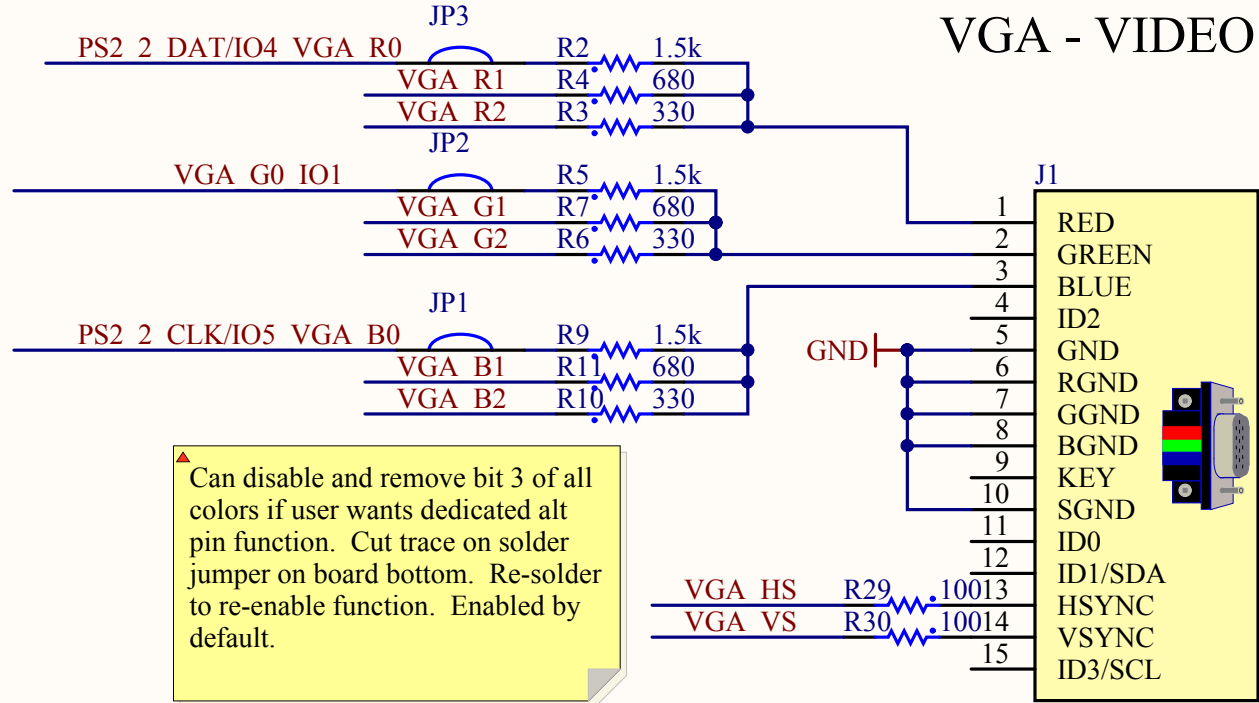 VGA - VIDEO
JP3
PS2_2_DAT/IO4_VGA_R0 R2 1.5k
VGA_R1 R4 680
VGA_R2 R3 330
JP2
VGA_G0_IO1 R5 1.5k
VGA_G1 R7 680
VGA_G2 R6 330
JP1
PS2_2_CLK/IO5_VGA_B0 R9 1.5k
VGA_B1 R11 680
VGA_B2 R10 330
J1
1 RED
2 GREEN
3 BLUE
4 ID2
GND 5 GND
6 RGND
7 GGND
8 BGND
9 KEY
10 SGND
11 ID0
12 ID1/SDA
VGA_HS R29 100 13 HSYNC
VGA_VS R30 100 14 VSYNC
15 ID3/SCL
Can disable and remove bit 3 of all
colors if user wants dedicated alt
pin function. Cut trace on solder
jumper on board bottom. Re-solder
to re-enable function. Enabled by
default.